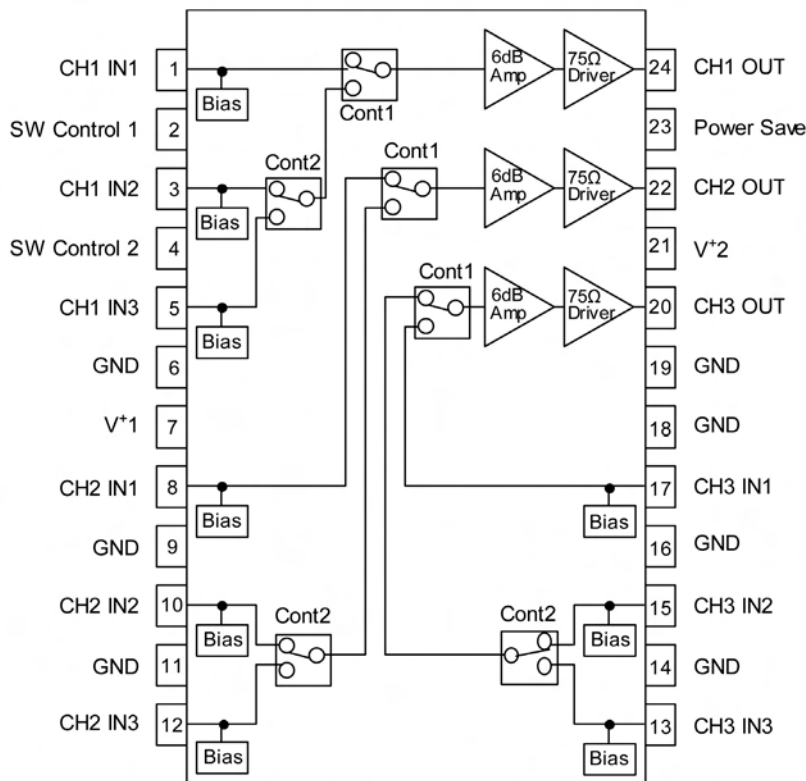 CH1 IN1 1 6dB Amp 75Ω Driver 24 CH1 OUT
Bias Cont1
SW Control 1 2 23 Power Save
Cont2 Cont1
CH1 IN2 3 6dB Amp 75Ω Driver 22 CH2 OUT
Bias
SW Control 2 4 21 V+2
Cont1
CH1 IN3 5 6dB Amp 75Ω Driver 20 CH3 OUT
Bias
GND 6 19 GND
V+1 7 18 GND
CH2 IN1 8 17 CH3 IN1
Bias Bias
GND 9 16 GND
CH2 IN2 10 15 CH3 IN2
Bias Cont2 Cont2 Bias
GND 11 14 GND
CH2 IN3 12 13 CH3 IN3
Bias Bias